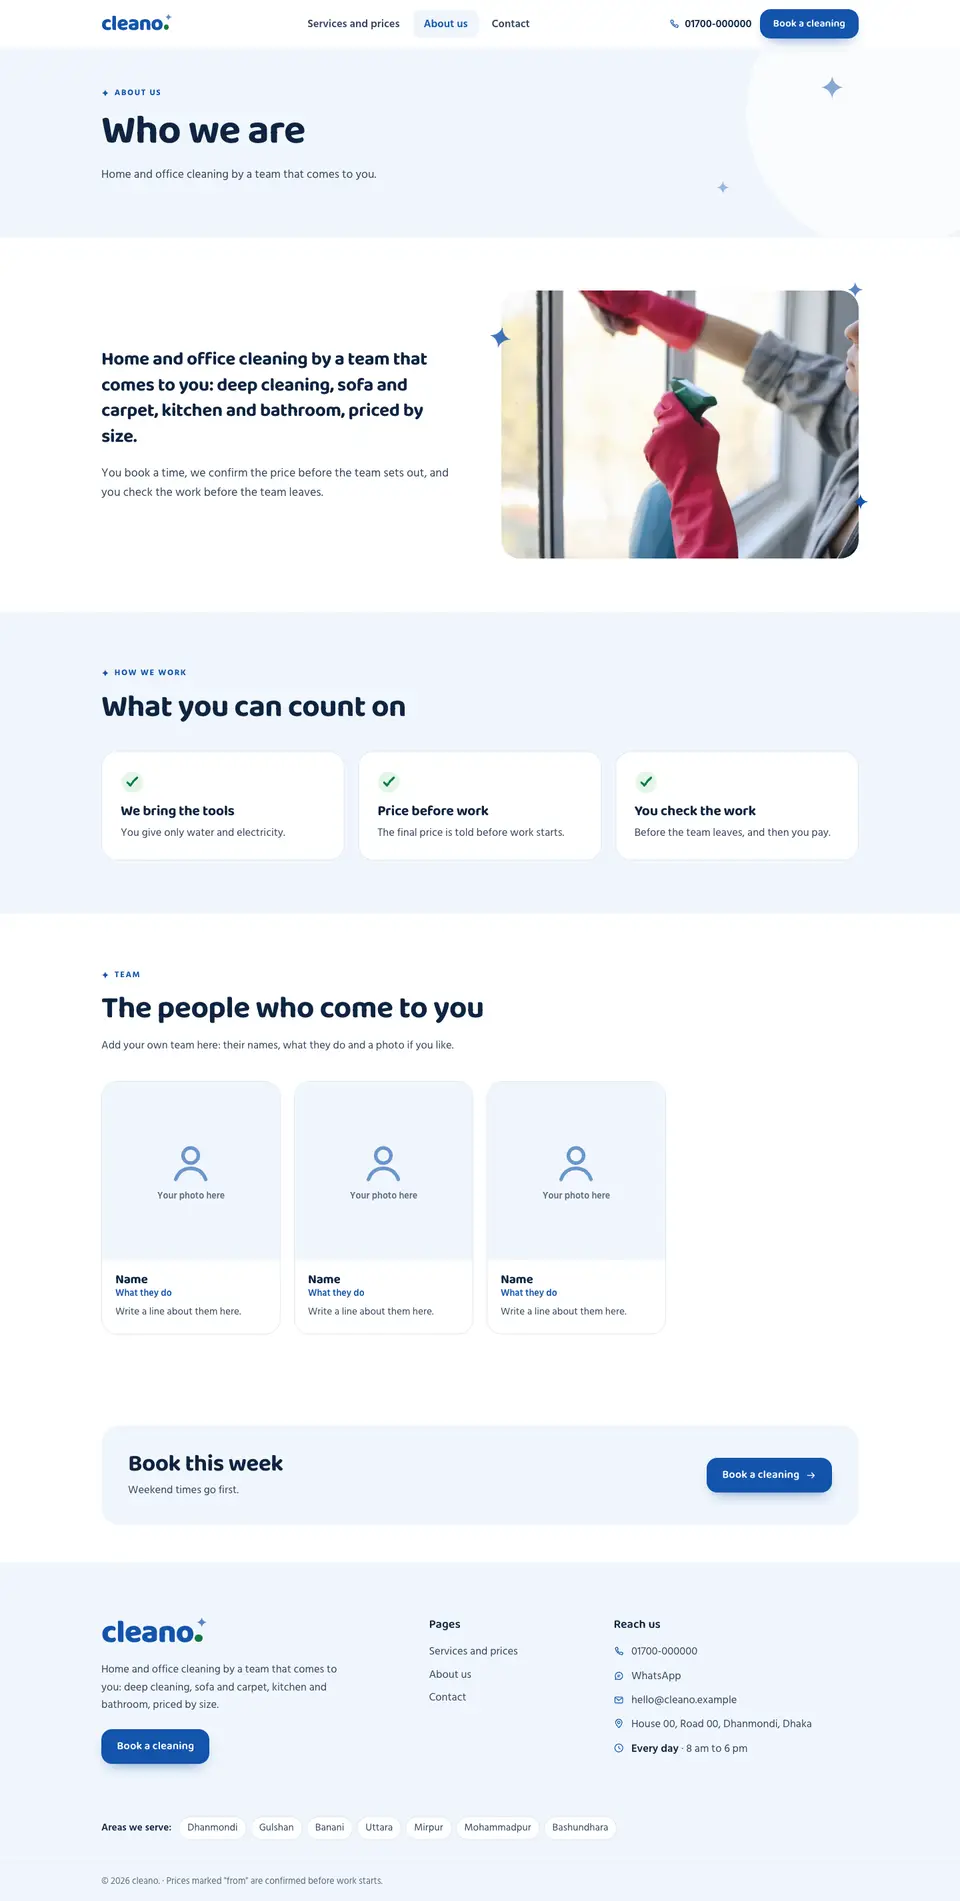 cleano.
Services and prices
About us
Contact
01700-000000
Book a cleaning
ABOUT US
Who we are
Home and office cleaning by a team that comes to you.
Home and office cleaning by a team that
comes to you: deep cleaning, sofa and
carpet, kitchen and bathroom, priced by
size.
You book a time, we confirm the price before the team sets out, and
you check the work before the team leaves.
HOW WE WORK
What you can count on
We bring the tools
You give only water and electricity.
Price before work
The final price is told before work starts.
You check the work
Before the team leaves, and then you pay.
TEAM
The people who come to you
Add your own team here: their names, what they do and a photo if you like.
Your photo here
Name
What they do
Write a line about them here.
Your photo here
Name
What they do
Write a line about them here.
Your photo here
Name
What they do
Write a line about them here.
Book this week
Weekend times go first.
Book a cleaning
cleano.
Home and office cleaning by a team that comes to
you: deep cleaning, sofa and carpet, kitchen and
bathroom, priced by size.
Book a cleaning
Pages
Services and prices
About us
Contact
Reach us
01700-000000
WhatsApp
hello@cleano.example
House 00, Road 00, Dhanmondi, Dhaka
Every day · 8 am to 6 pm
Areas we serve:
Dhanmondi
Gulshan
Banani
Uttara
Mirpur
Mohammadpur
Bashundhara
© 2026 cleano. · Prices marked "from" are confirmed before work starts.